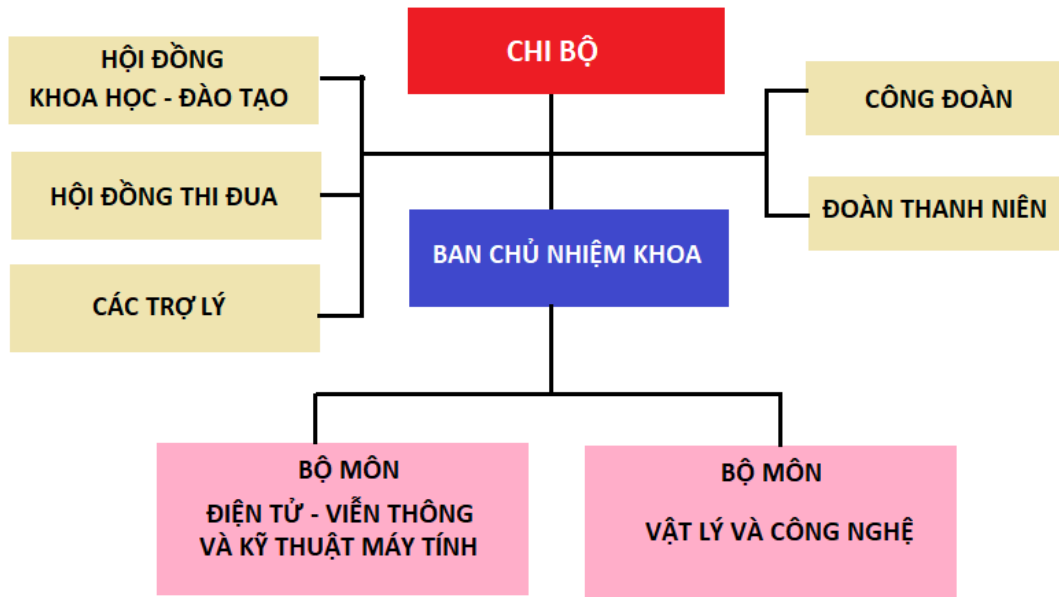 CHI BỘ
HỘI ĐỒNG
KHOA HỌC - ĐÀO TẠO
HỘI ĐỒNG THI ĐUA
CÁC TRỢ LÝ
CÔNG ĐOÀN
ĐOÀN THANH NIÊN
BAN CHỦ NHIỆM KHOA
BỘ MÔN
ĐIỆN TỬ - VIỄN THÔNG
VÀ KỸ THUẬT MÁY TÍNH
BỘ MÔN
VẬT LÝ VÀ CÔNG NGHỆ